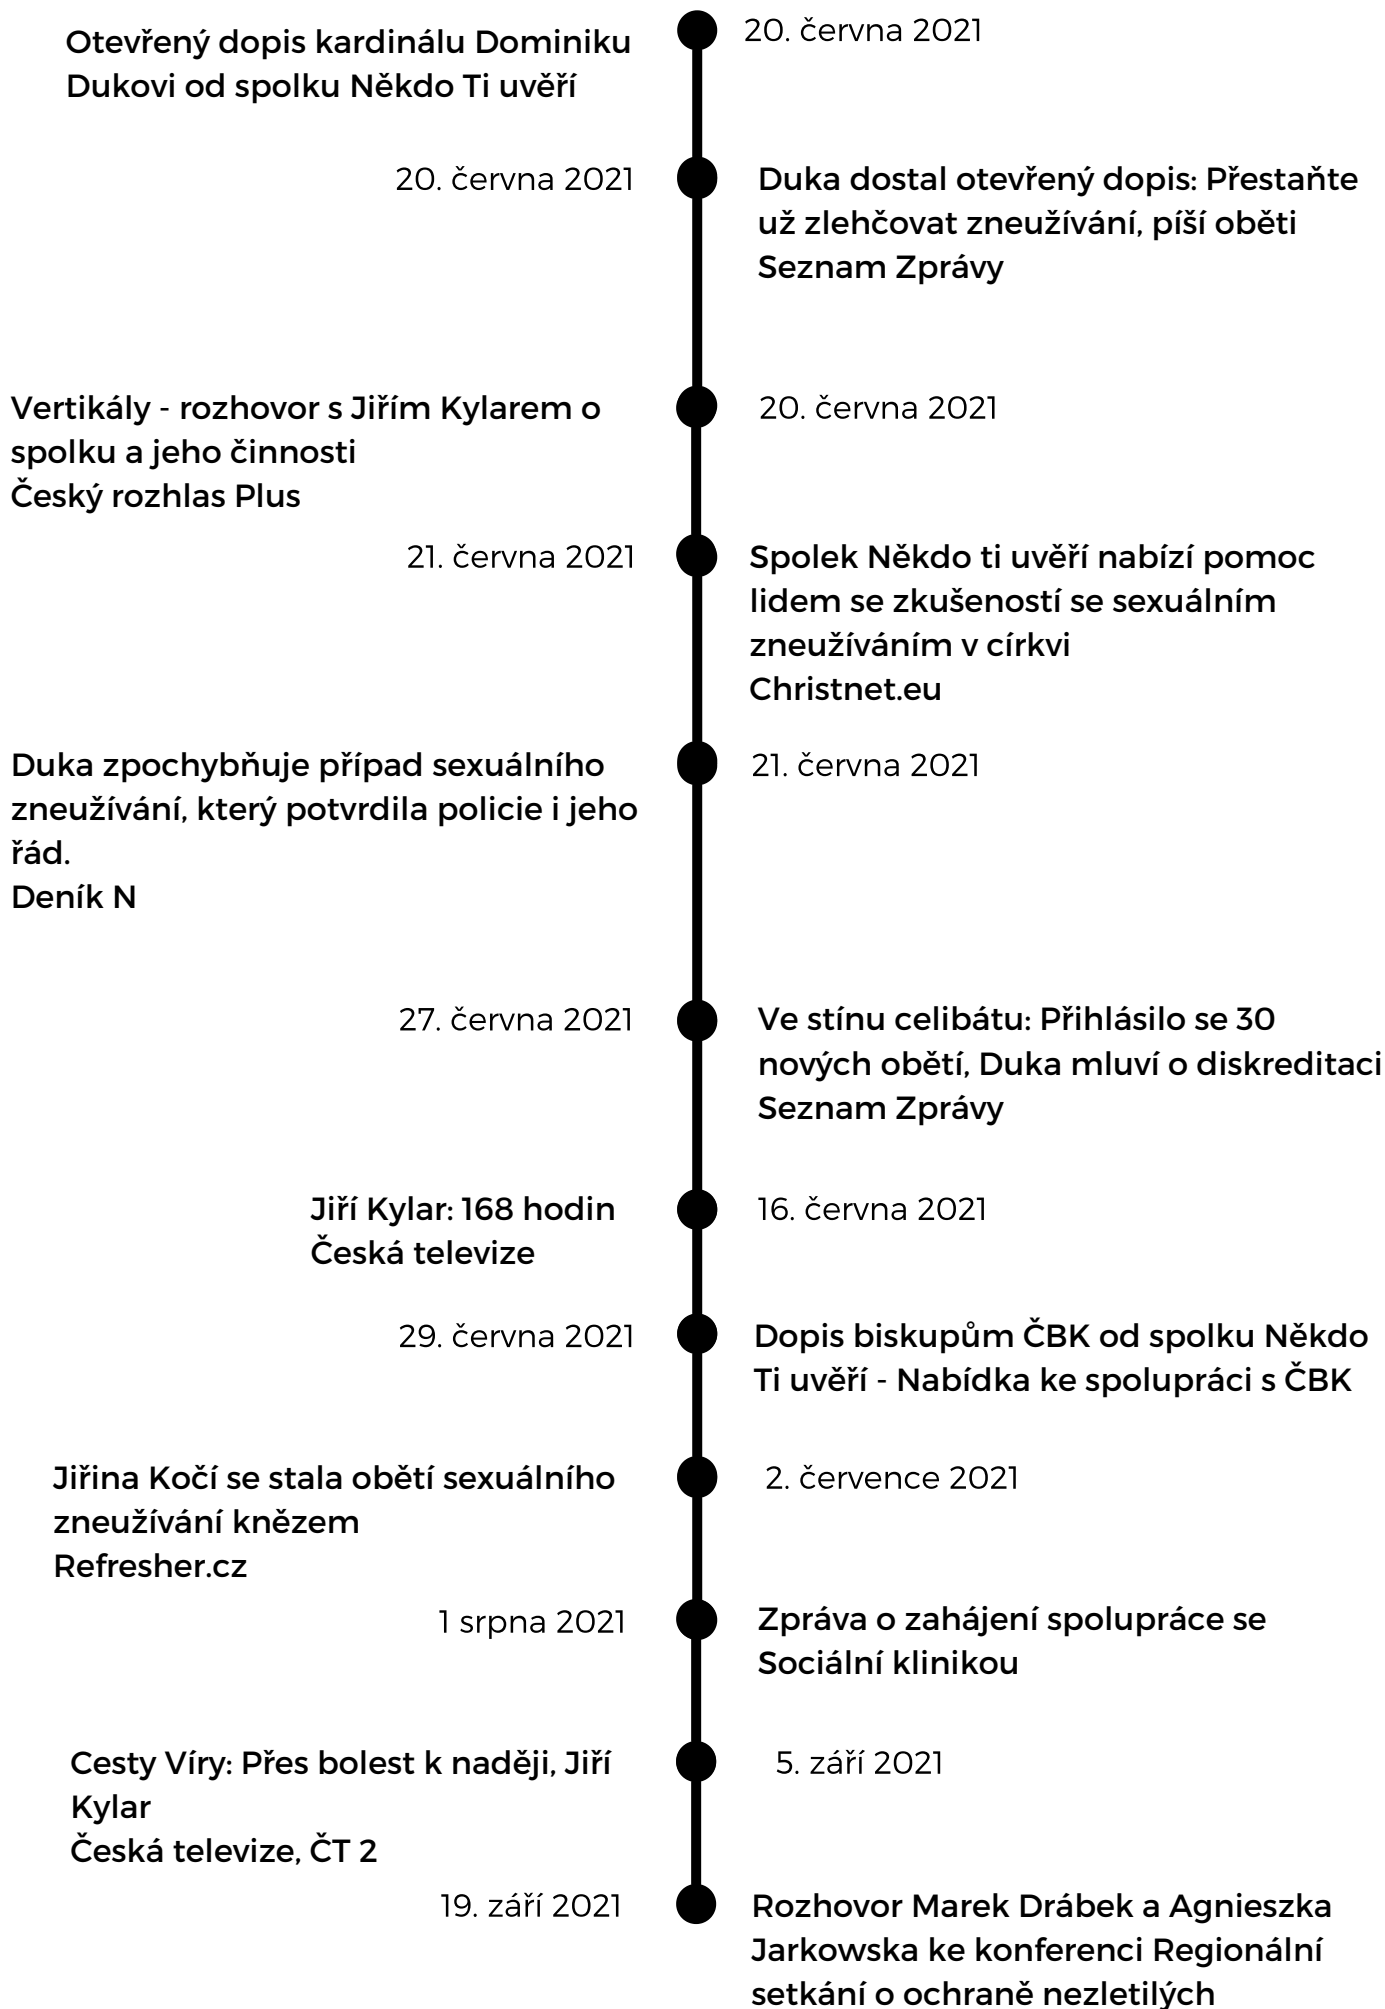 Otevřený dopis kardinálu Dominiku
Dukovi od spolku Někdo Ti uvěří
20. června 2021
20. června 2021
Duka dostal otevřený dopis: Přestaňte
už zlehčovat zneužívání, píší oběti
Seznam Zprávy
Vertikály - rozhovor s Jiřím Kylarem o
spolku a jeho činnosti
Český rozhlas Plus
20. června 2021
21. června 2021
Spolek Někdo ti uvěří nabízí pomoc
lidem se zkušeností se sexuálním
zneužíváním v církvi
Christnet.eu
Duka zpochybňuje případ sexuálního
zneužívání, který potvrdila policie i jeho
řád.
Deník N
21. června 2021
27. června 2021
Ve stínu celibátu: Přihlásilo se 30
nových obětí, Duka mluví o diskreditaci
Seznam Zprávy
Jiří Kylar: 168 hodin
Česká televize
16. června 2021
29. června 2021
Dopis biskupům ČBK od spolku Někdo
Ti uvěří - Nabídka ke spolupráci s ČBK
Jiřina Kočí se stala obětí sexuálního
zneužívání knězem
Refresher.cz
2. července 2021
1 srpna 2021
Zpráva o zahájení spolupráce se
Sociální klinikou
Cesty Víry: Přes bolest k naději, Jiří
Kylar
Česká televize, ČT 2
5. září 2021
19. září 2021
Rozhovor Marek Drábek a Agnieszka
Jarkowska ke konferenci Regionální
setkání o ochraně nezletilých